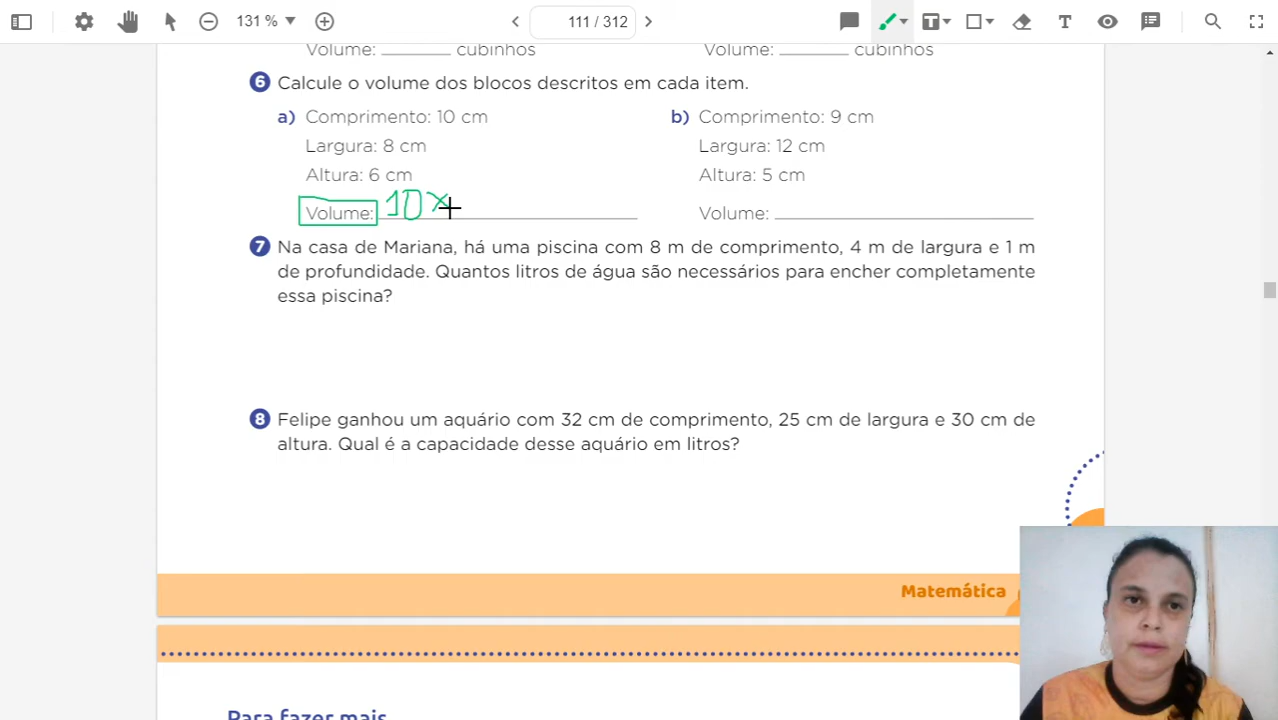 131 %
111 / 312
Volume: ______ cubinhos
Volume: ______ cubinhos
6 Calcule o volume dos blocos descritos em cada item.
a) Comprimento: 10 cm
Largura: 8 cm
Altura: 6 cm
Volume: 10x
b) Comprimento: 9 cm
Largura: 12 cm
Altura: 5 cm
Volume: ______
7 Na casa de Mariana, há uma piscina com 8 m de comprimento, 4 m de largura e 1 m
de profundidade. Quantos litros de água são necessários para encher completamente
essa piscina?
8 Felipe ganhou um aquário com 32 cm de comprimento, 25 cm de largura e 30 cm de
altura. Qual é a capacidade desse aquário em litros?
Matemática
Para fazer mais